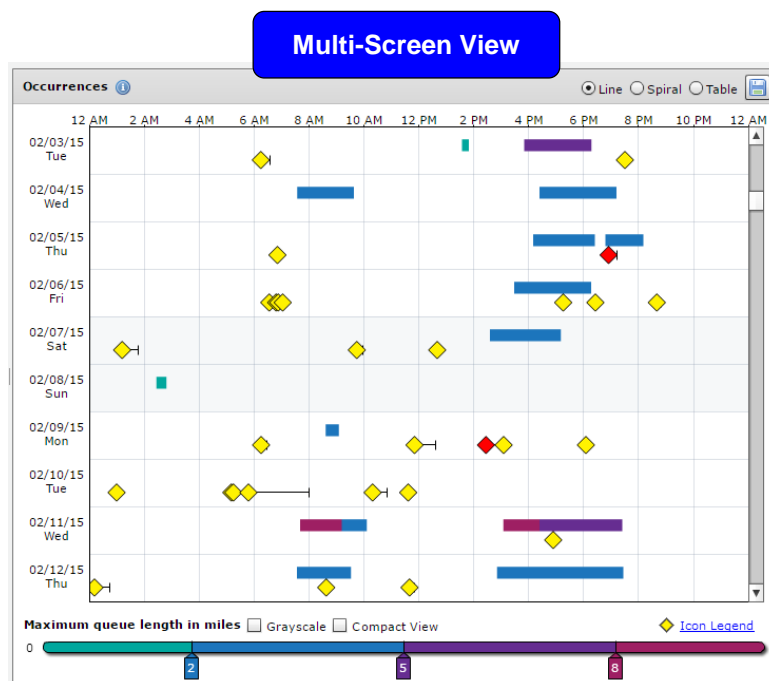 Multi-Screen View
Occurrences
Line Spiral Table
12 AM 2 AM 4 AM 6 AM 8 AM 10 AM 12 PM 2 PM 4 PM 6 PM 8 PM 10 PM 12 AM
02/03/15
Tue
02/04/15
Wed
02/05/15
Thu
02/06/15
Fri
02/07/15
Sat
02/08/15
Sun
02/09/15
Mon
02/10/15
Tue
02/11/15
Wed
02/12/15
Thu
Maximum queue length in miles Grayscale Compact View Icon Legend
0
2 5 8